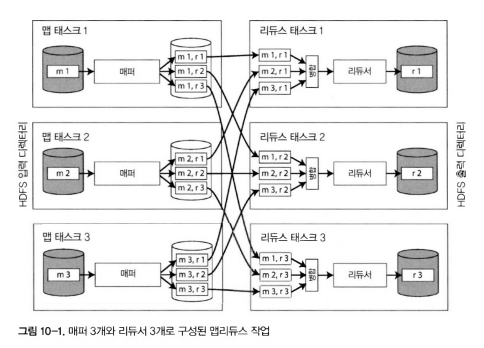 맵 태스크 1
m 1
매퍼
m 1, r 1
m 1, r 2
m 1, r 3
리듀스 태스크 1
m 1, r 1
m 2, r 1
m 3, r 1
병합
리듀서
r 1
HDFS 입력 디렉터리
맵 태스크 2
m 2
매퍼
m 2, r 1
m 2, r 2
m 2, r 3
리듀스 태스크 2
m 1, r 2
m 2, r 2
m 3, r 2
병합
리듀서
r 2
HDFS 출력 디렉터리
맵 태스크 3
m 3
매퍼
m 3, r 1
m 3, r 2
m 3, r 3
리듀스 태스크 3
m 1, r 3
m 2, r 3
m 3, r 3
병합
리듀서
r 3
그림 10-1. 매퍼 3개와 리듀서 3개로 구성된 맵리듀스 작업